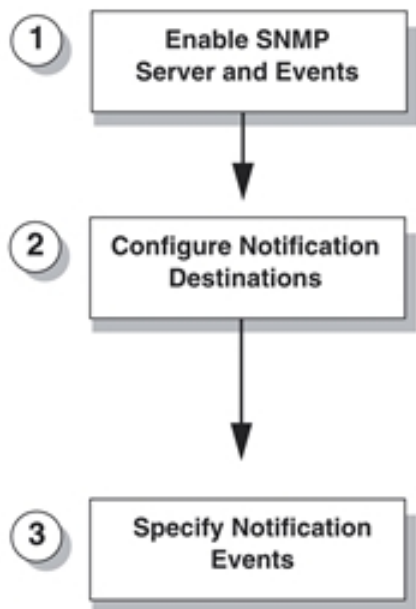 1
Enable SNMP
Server and Events
2
Configure Notification
Destinations
3
Specify Notification
Events